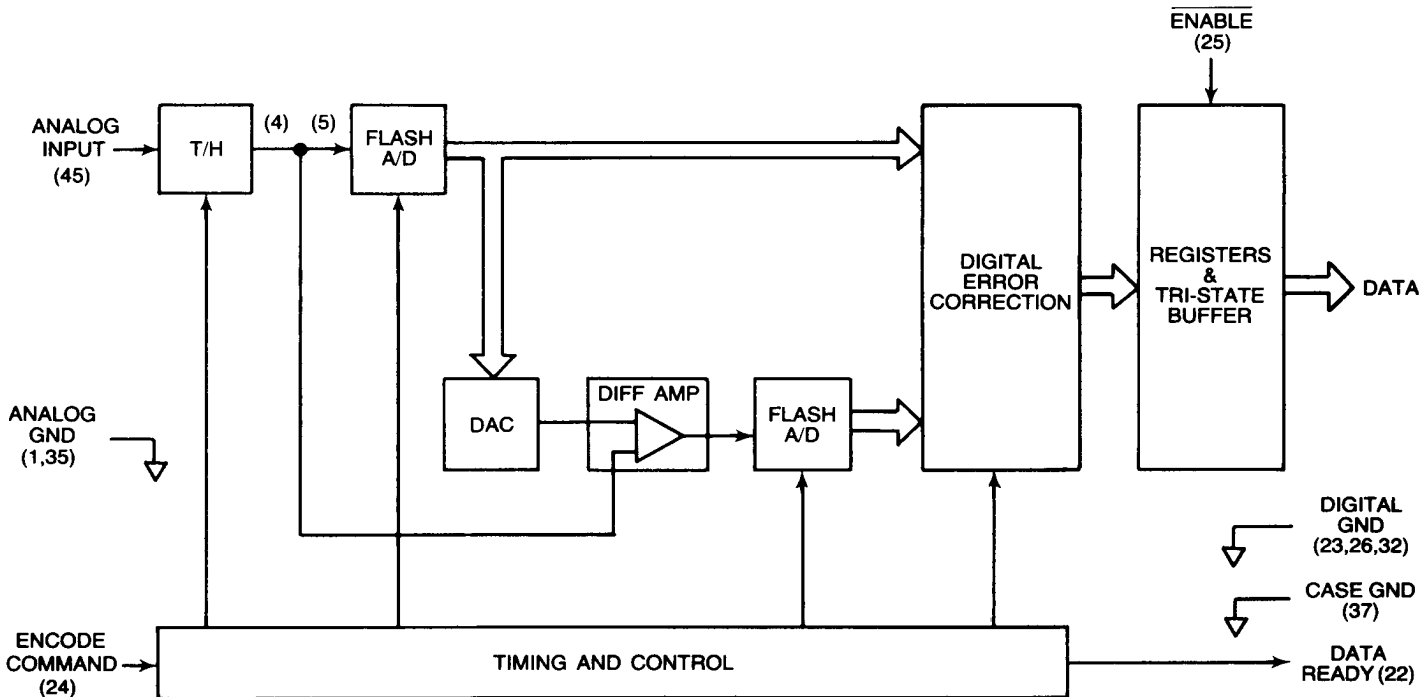 ENABLE
(25)
ANALOG
INPUT
(45)
T/H
(4)
(5)
FLASH
A/D
DIGITAL
ERROR
CORRECTION
REGISTERS
&
TRI-STATE
BUFFER
DATA
ANALOG
GND
(1,35)
DAC
DIFF AMP
FLASH
A/D
DIGITAL
GND
(23,26,32)
CASE GND
(37)
ENCODE
COMMAND
(24)
TIMING AND CONTROL
DATA
READY (22)